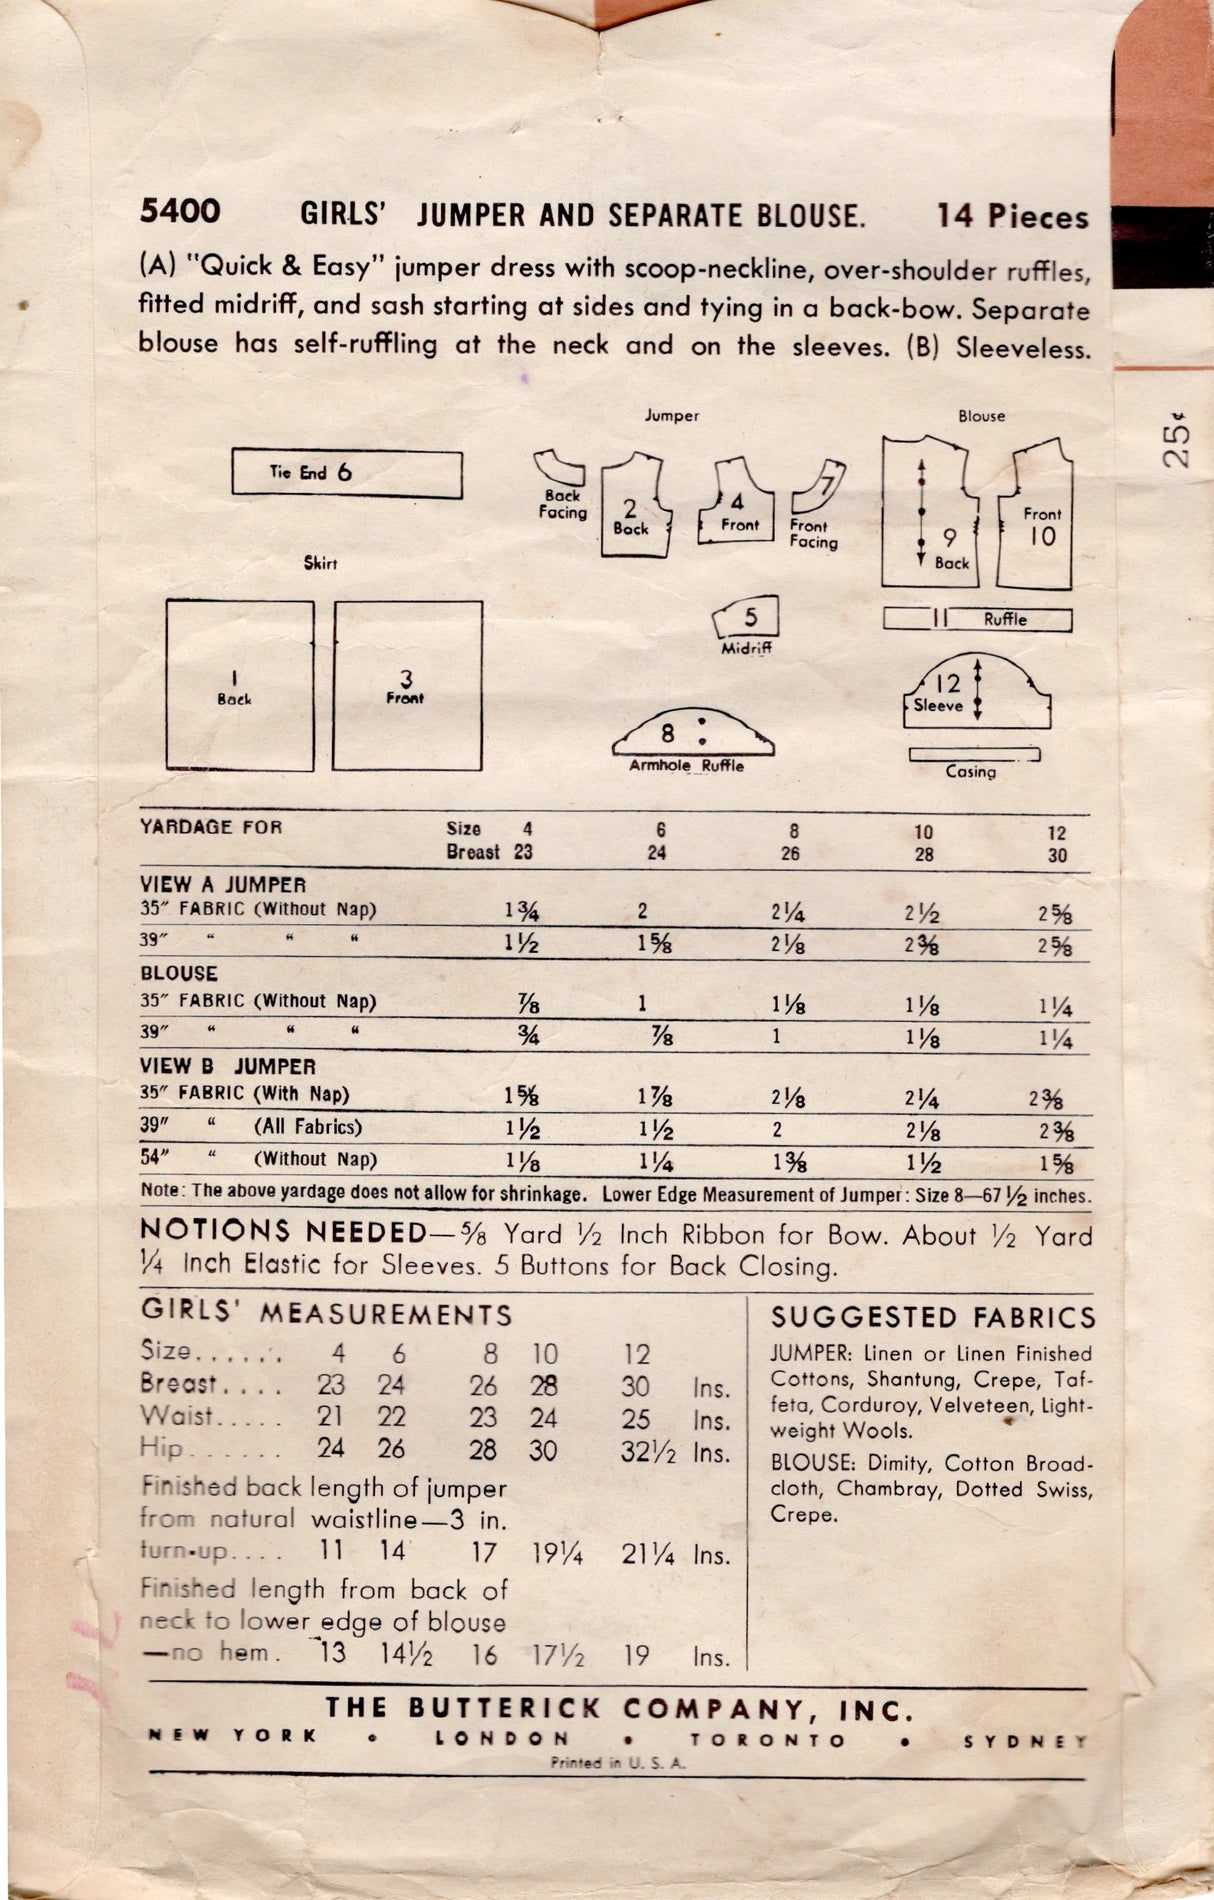 5400 GIRLS' JUMPER AND SEPARATE BLOUSE. 14 Pieces
(A) "Quick & Easy" jumper dress with scoop-neckline, over-shoulder ruffles,
fitted midriff, and sash starting at sides and tying in a back-bow. Separate
blouse has self-ruffling at the neck and on the sleeves. (B) Sleeveless.
25¢
Tie End 6
Skirt
1
Back
3
Front
Jumper
Back
Facing
2
Back
4
Front
7
Front
Facing
5
Midriff
8
Armhole Ruffle
Blouse
9
Back
Front
10
11 Ruffle
12
Sleeve
Casing
YARDAGE FOR Size 4 6 8 10 12
Breast 23 24 26 28 30
VIEW A JUMPER
35" FABRIC (Without Nap) 1¾ 2 2¼ 2½ 2⅝
39" " " " 1½ 1⅝ 2⅛ 2⅜ 2⅝
BLOUSE
35" FABRIC (Without Nap) ⅞ 1 1⅛ 1⅛ 1¼
39" " " " ¾ ⅞ 1 1⅛ 1¼
VIEW B JUMPER
35" FABRIC (With Nap) 1⅝ 1⅞ 2⅛ 2¼ 2⅜
39" " (All Fabrics) 1½ 1½ 2 2⅛ 2⅜
54" " (Without Nap) 1⅛ 1¼ 1⅜ 1½ 1⅝
Note: The above yardage does not allow for shrinkage. Lower Edge Measurement of Jumper: Size 8—67½ inches.
NOTIONS NEEDED—⅝ Yard ½ Inch Ribbon for Bow. About ½ Yard
¼ Inch Elastic for Sleeves. 5 Buttons for Back Closing.
GIRLS' MEASUREMENTS
Size...... 4 6 8 10 12
Breast.... 23 24 26 28 30 Ins.
Waist..... 21 22 23 24 25 Ins.
Hip....... 24 26 28 30 32½ Ins.
Finished back length of jumper
from natural waistline—3 in.
turn-up.... 11 14 17 19¼ 21¼ Ins.
Finished length from back of
neck to lower edge of blouse
—no hem. 13 14½ 16 17½ 19 Ins.
SUGGESTED FABRICS
JUMPER: Linen or Linen Finished
Cottons, Shantung, Crepe, Taf-
feta, Corduroy, Velveteen, Light-
weight Wools.
BLOUSE: Dimity, Cotton Broad-
cloth, Chambray, Dotted Swiss,
Crepe.
THE BUTTERICK COMPANY, INC.
NEW YORK • LONDON • TORONTO • SYDNEY
Printed in U. S. A.